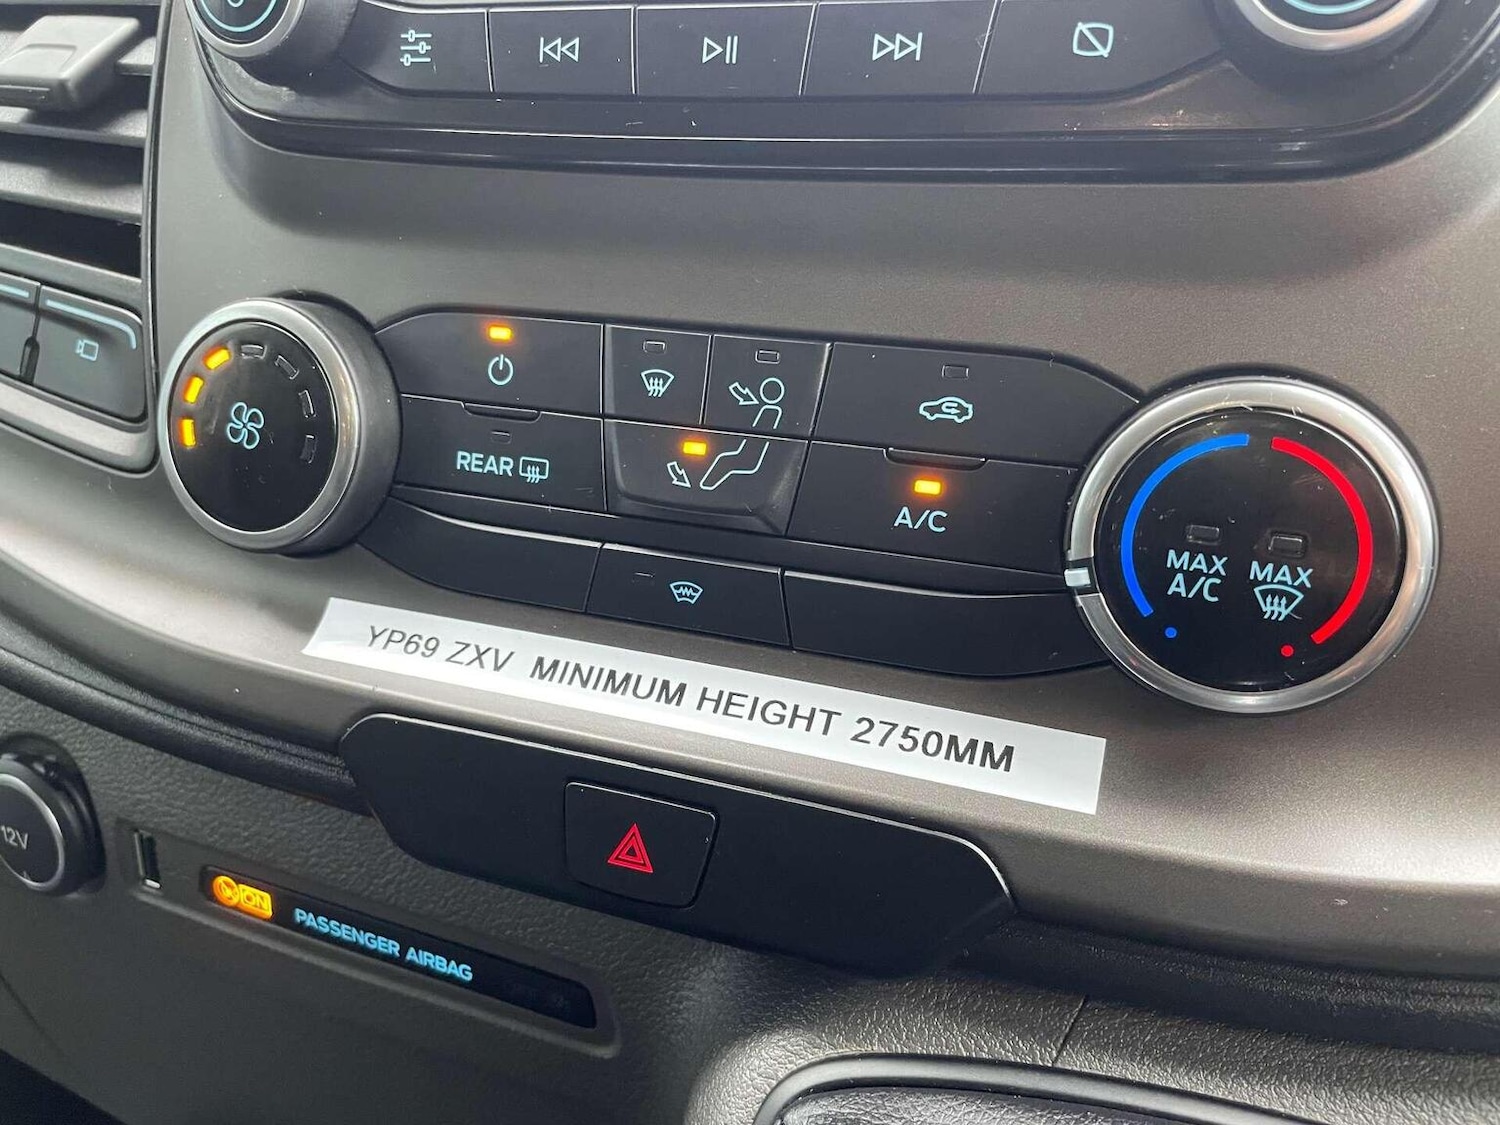 REAR
A/C
MAX
A/C
MAX
YP69 ZXV MINIMUM HEIGHT 2750MM
12V
ON
PASSENGER AIRBAG